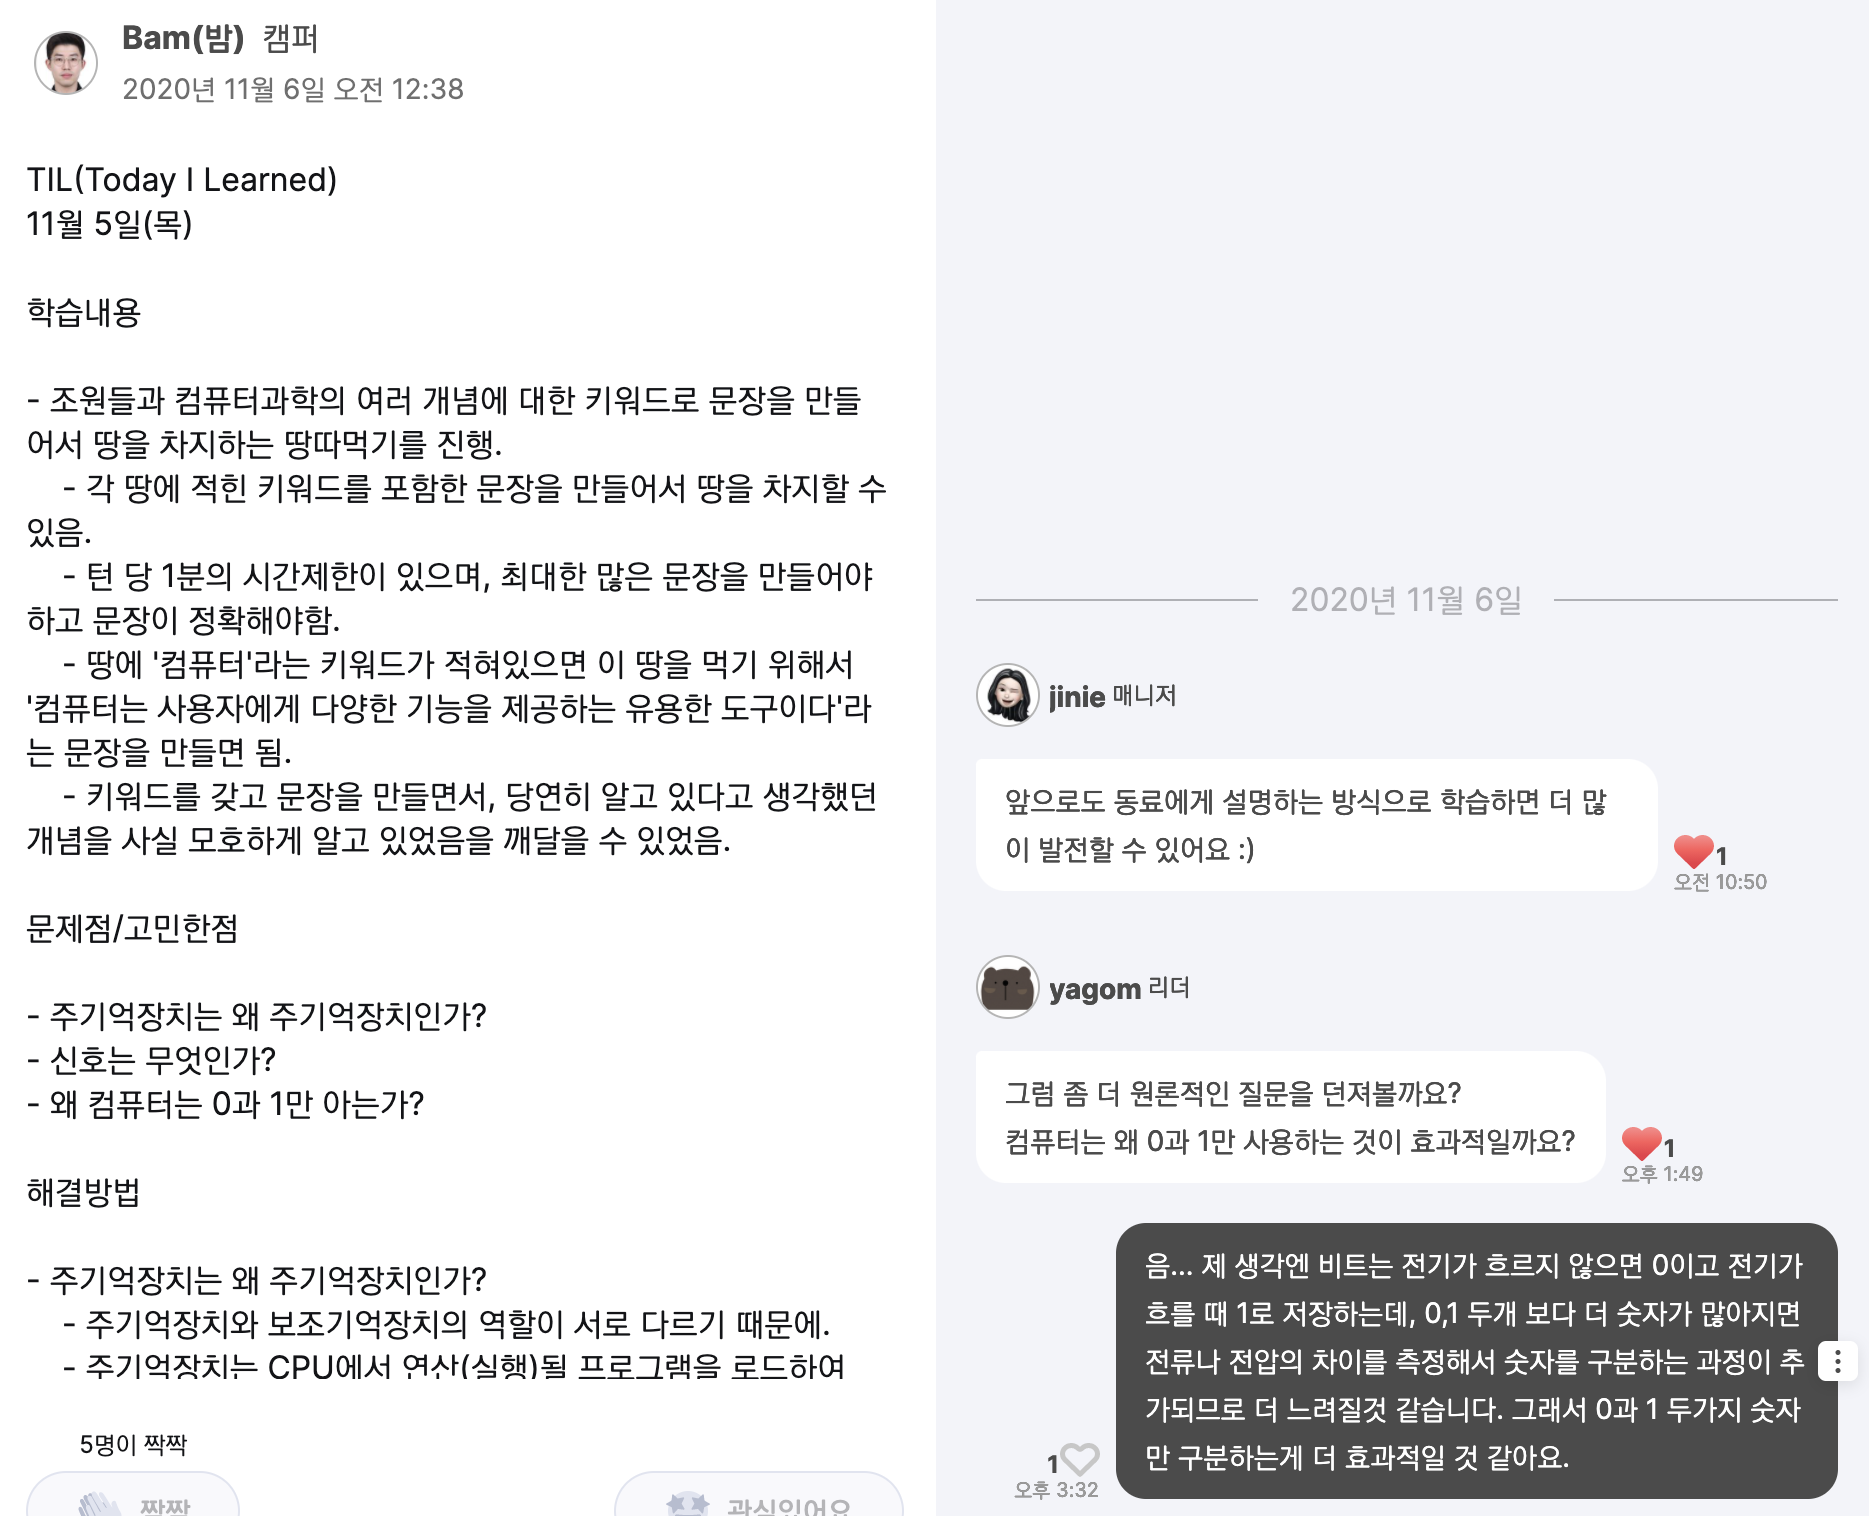 Bam(밤) 캠퍼
2020년 11월 6일 오전 12:38
TIL(Today I Learned)
11월 5일(목)
학습내용
- 조원들과 컴퓨터과학의 여러 개념에 대한 키워드로 문장을 만들
어서 땅을 차지하는 땅따먹기를 진행.
- 각 땅에 적힌 키워드를 포함한 문장을 만들어서 땅을 차지할 수
있음.
- 턴 당 1분의 시간제한이 있으며, 최대한 많은 문장을 만들어야
하고 문장이 정확해야함.
- 땅에 '컴퓨터'라는 키워드가 적혀있으면 이 땅을 먹기 위해서
'컴퓨터는 사용자에게 다양한 기능을 제공하는 유용한 도구이다'라
는 문장을 만들면 됨.
- 키워드를 갖고 문장을 만들면서, 당연히 알고 있다고 생각했던
개념을 사실 모호하게 알고 있었음을 깨달을 수 있었음.
문제점/고민한점
- 주기억장치는 왜 주기억장치인가?
- 신호는 무엇인가?
- 왜 컴퓨터는 0과 1만 아는가?
해결방법
- 주기억장치는 왜 주기억장치인가?
- 주기억장치와 보조기억장치의 역할이 서로 다르기 때문에.
- 주기억장치는 CPU에서 연산(실행)될 프로그램을 로드하여
5명이 짝짝
짝짝
관심있어요
2020년 11월 6일
jinie 매니저
앞으로도 동료에게 설명하는 방식으로 학습하면 더 많
이 발전할 수 있어요 :)
1
오전 10:50
yagom 리더
그럼 좀 더 원론적인 질문을 던져볼까요?
컴퓨터는 왜 0과 1만 사용하는 것이 효과적일까요?
1
오후 1:49
음... 제 생각엔 비트는 전기가 흐르지 않으면 0이고 전기가
흐를 때 1로 저장하는데, 0,1 두개 보다 더 숫자가 많아지면
전류나 전압의 차이를 측정해서 숫자를 구분하는 과정이 추
가되므로 더 느려질것 같습니다. 그래서 0과 1 두가지 숫자
만 구분하는게 더 효과적일 것 같아요.
1
오후 3:32